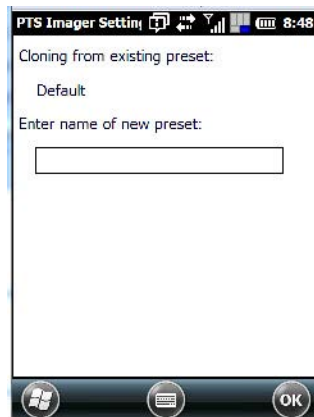 PTS Imager Settin 8:48
Cloning from existing preset:
Default
Enter name of new preset:
OK